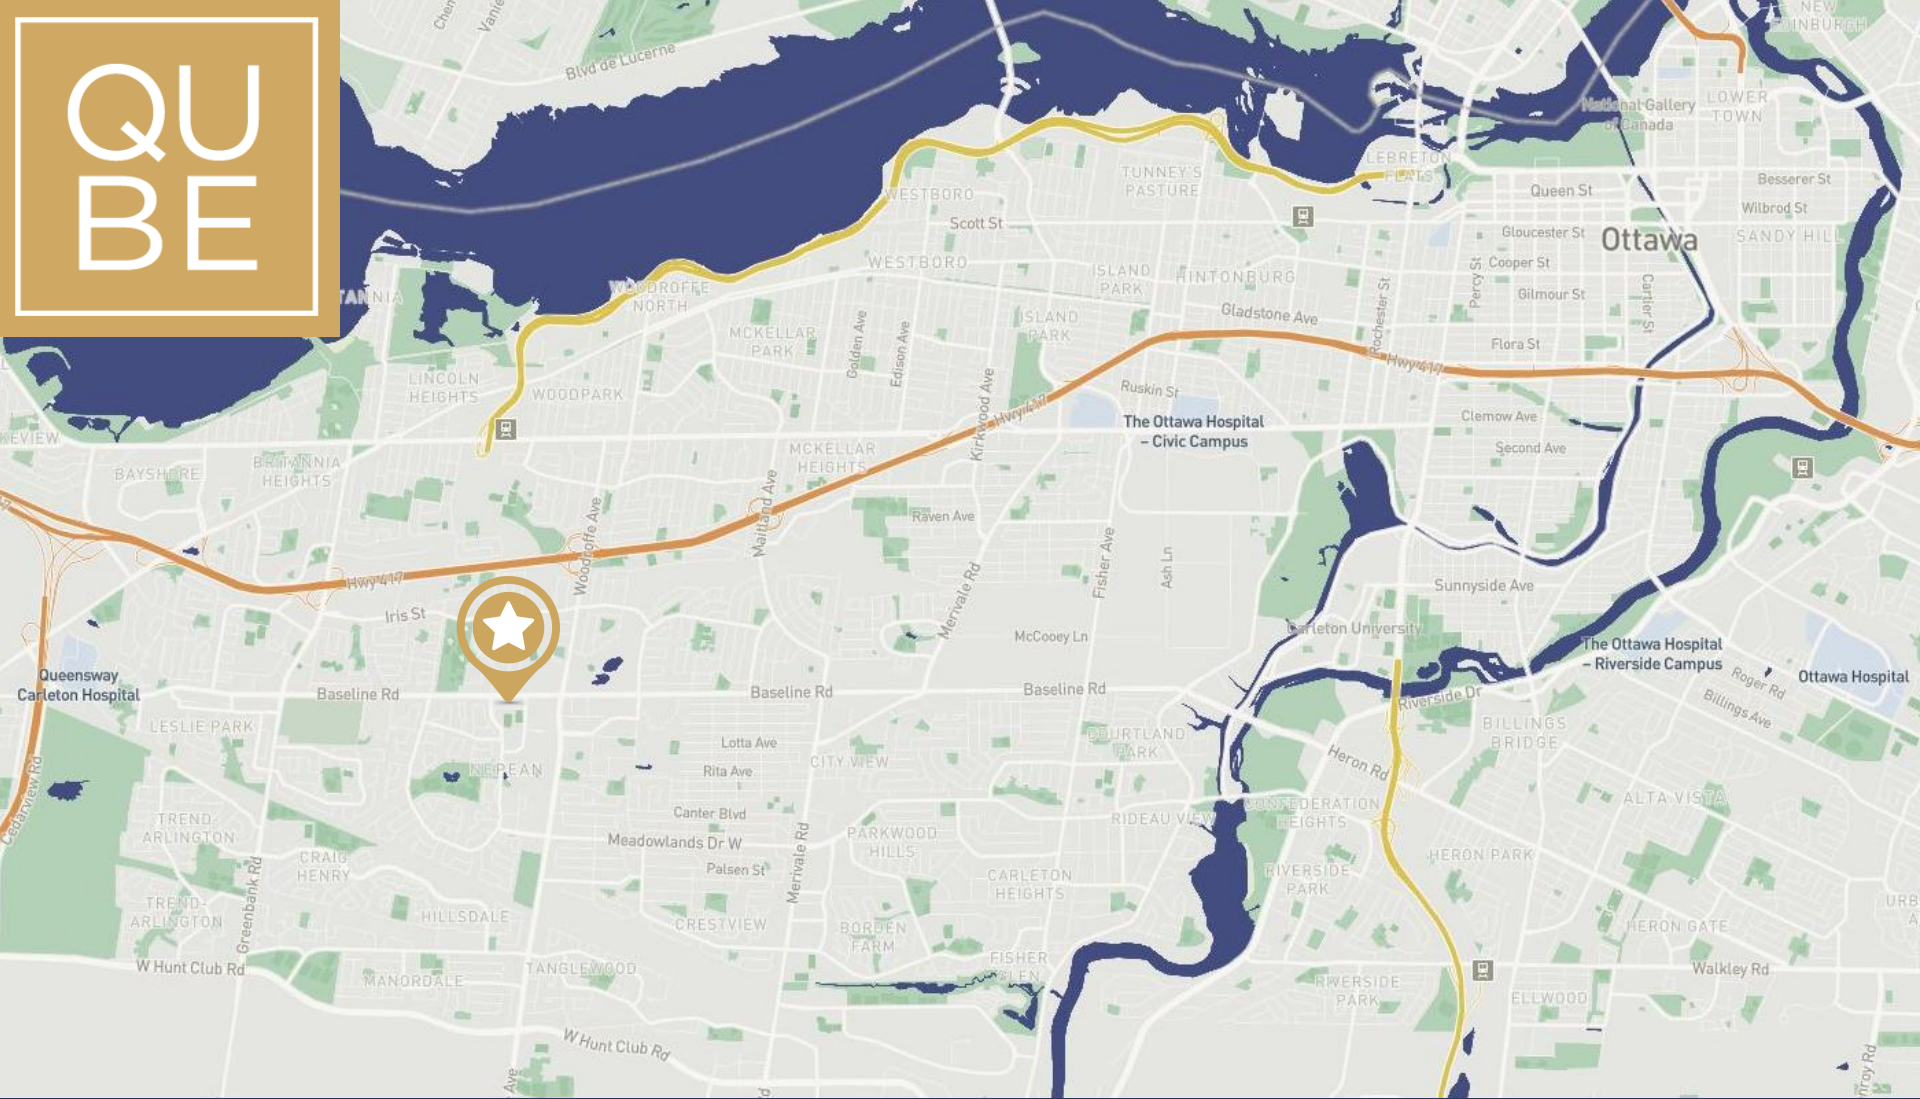 QU
BE
Blvd de Lucerne
NEW
EDINBURGH
National Gallery
of Canada
LOWER
TOWN
LEBRETON
FLATS
TUNNEY'S
PASTURE
WESTBORO
Scott St
Queen St
Besserer St
Wilbrod St
Gloucester St
Ottawa
SANDY HILL
WESTBORO
ISLAND
PARK
HINTONBURG
Cooper St
Percy St
Gilmour St
Cartier St
WOODROFFE
NORTH
Gladstone Ave
Rochester St
ISLAND
PARK
MCKELLAR
PARK
Golden Ave
Edison Ave
Flora St
Hwy 417
LINCOLN
HEIGHTS
WOODPARK
Kirkwood Ave
Ruskin St
Hwy 417
The Ottawa Hospital
– Civic Campus
Clemow Ave
Second Ave
MCKELLAR
HEIGHTS
BAYSHORE
BRITANNIA
HEIGHTS
Maitland Ave
Woodroffe Ave
Raven Ave
Fisher Ave
Ash Ln
Merivale Rd
Hwy 417
Iris St
Sunnyside Ave
McCooey Ln
Carleton University
The Ottawa Hospital
– Riverside Campus
Roger Rd
Billings Ave
Ottawa Hospital
Queensway
Carleton Hospital
Baseline Rd
Baseline Rd
Baseline Rd
Riverside Dr
LESLIE PARK
BILLINGS
BRIDGE
COURTLAND
PARK
Heron Rd
Lotta Ave
CITY VIEW
NEPEAN
Rita Ave
Cedarview Rd
ALTA VISTA
CONFEDERATION
HEIGHTS
Canter Blvd
RIDEAU VIEW
TREND-
ARLINGTON
Meadowlands Dr W
PARKWOOD
HILLS
HERON PARK
CRAIG
HENRY
Palsen St
Merivale Rd
CARLETON
HEIGHTS
RIVERSIDE
PARK
Greenbank Rd
TREND-
ARLINGTON
HILLSDALE
CRESTVIEW
BORDEN
FARM
HERON GATE
FISHER
GLEN
W Hunt Club Rd
MANORDALE
TANGLEWOOD
RIVERSIDE
PARK
Walkley Rd
ELLWOOD
W Hunt Club Rd
Ave